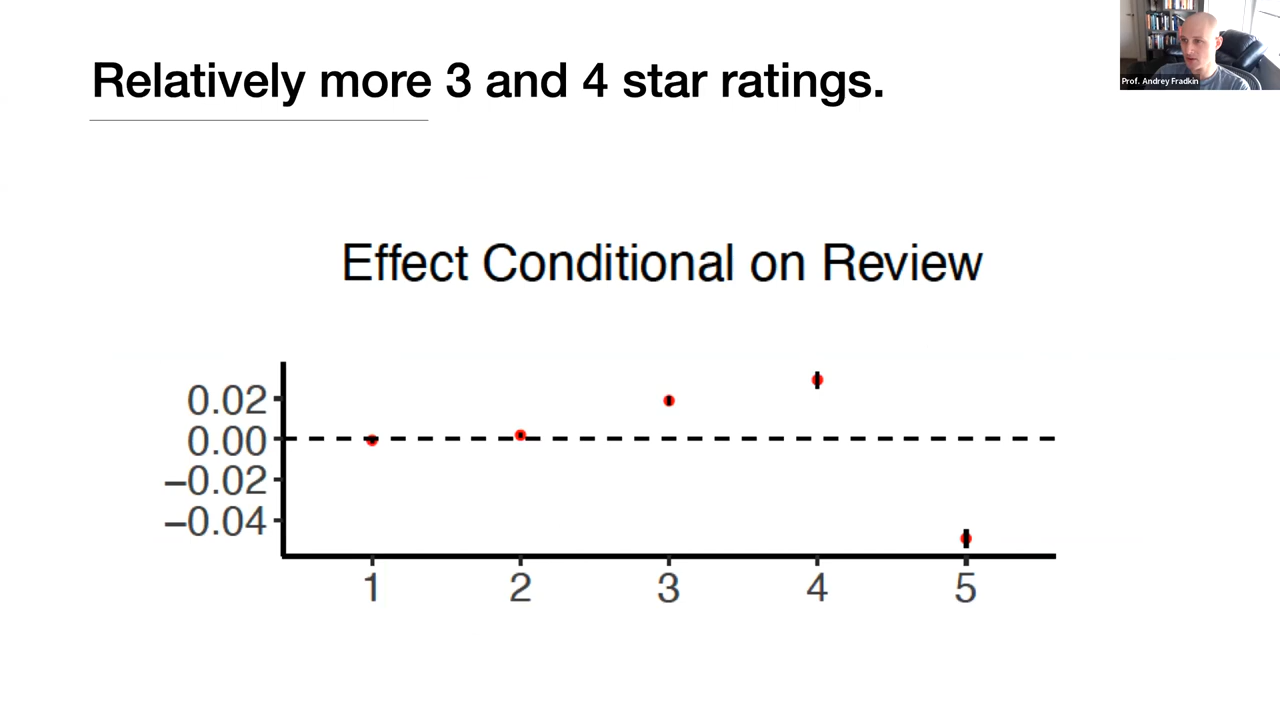 Relatively more 3 and 4 star ratings.
Prof. Andrey Fradkin
Effect Conditional on Review
0.02
0.00
−0.02
−0.04
1 2 3 4 5